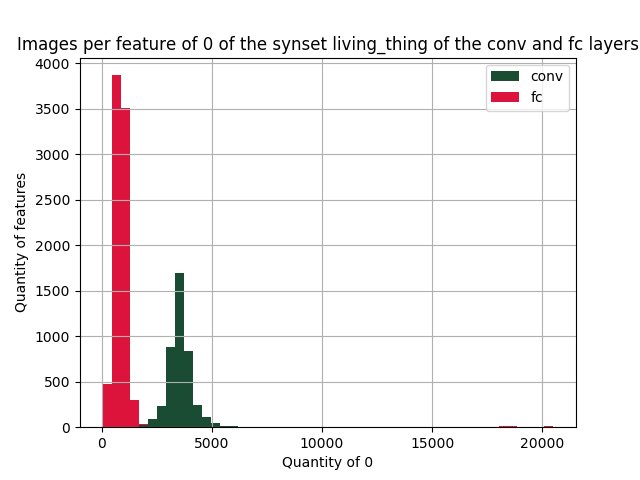 Images per feature of 0 of the synset living_thing of the conv and fc layers
4000
3500
3000
2500
2000
1500
1000
500
0
Quantity of features
conv
fc
0 5000 10000 15000 20000
Quantity of 0